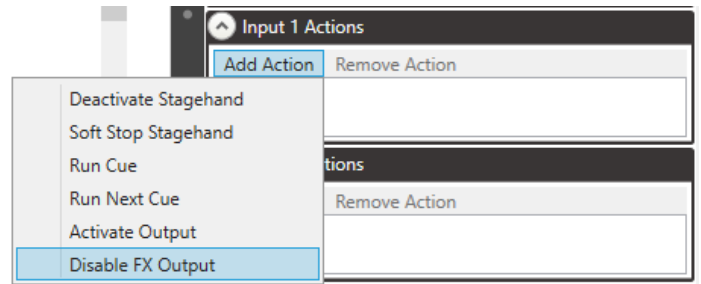 Input 1 Actions
Add Action Remove Action
Deactivate Stagehand
Soft Stop Stagehand
Run Cue
tions
Run Next Cue
Remove Action
Activate Output
Disable FX Output